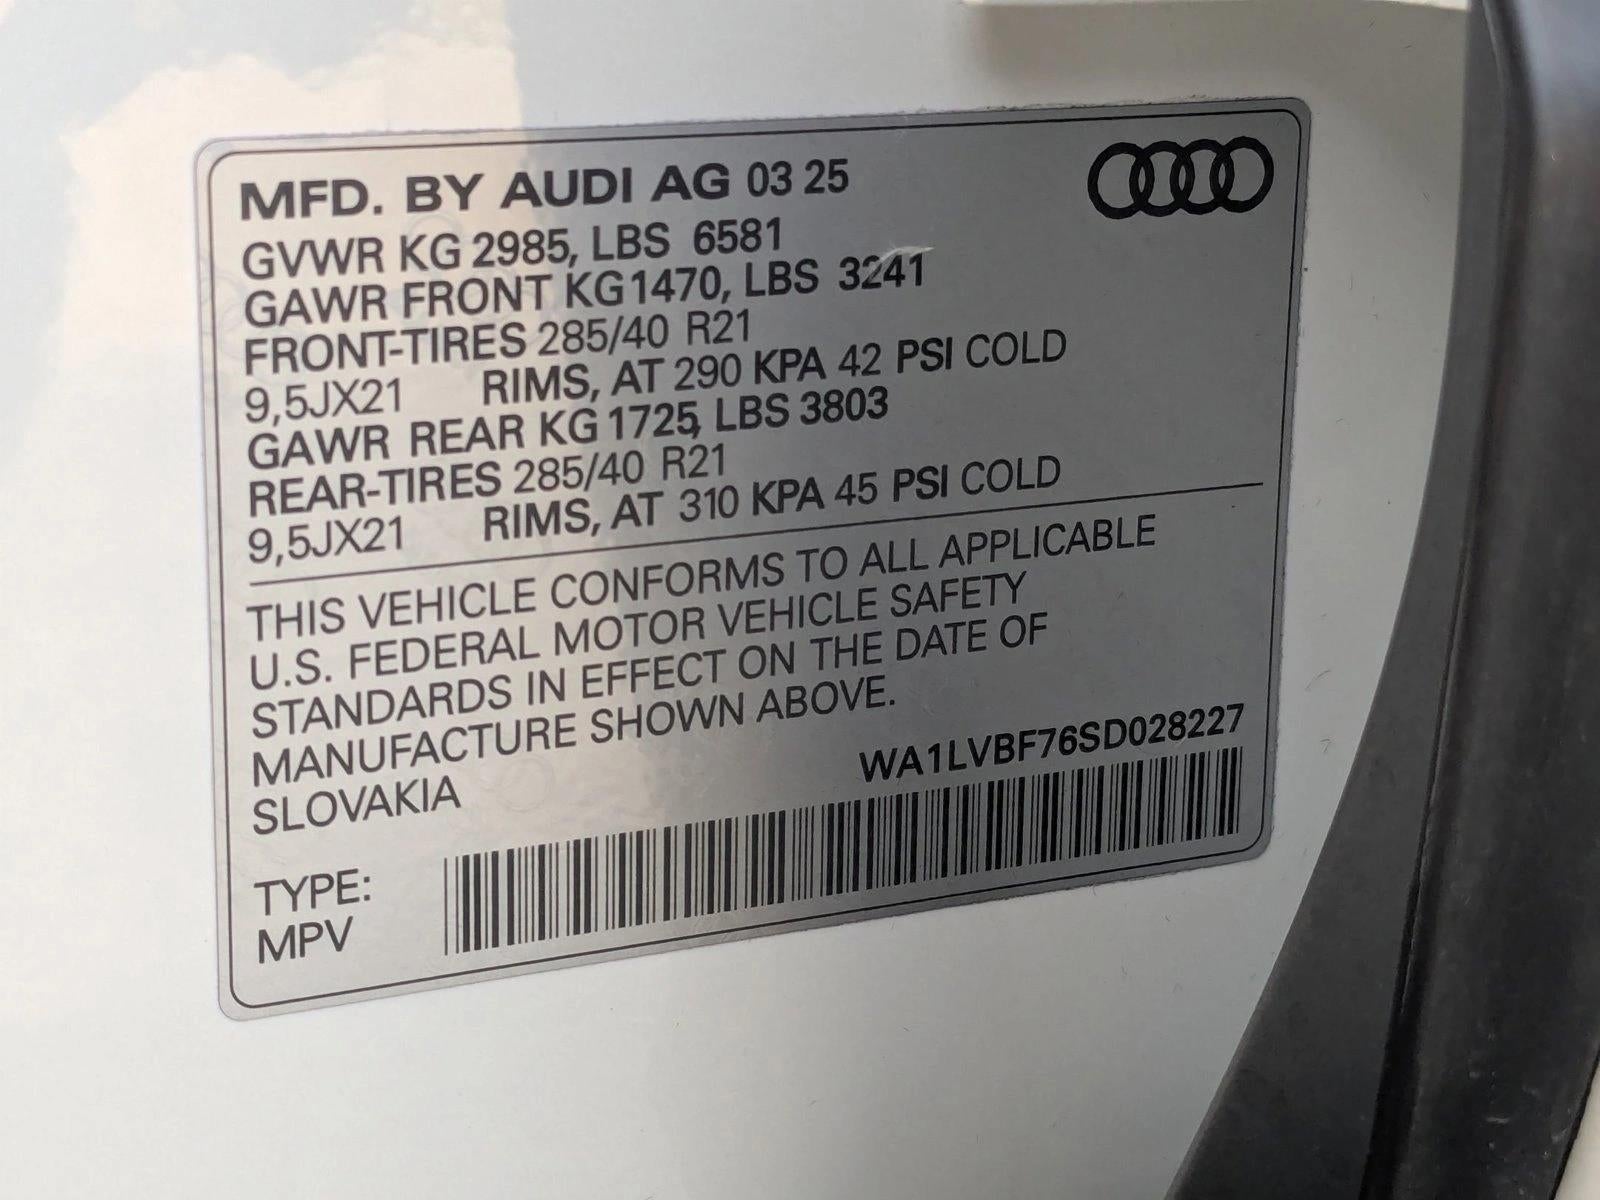 MFD. BY AUDI AG 03 25
GVWR KG 2985, LBS 6581
GAWR FRONT KG 1470, LBS 3241
FRONT-TIRES 285/40 R21
9,5JX21 RIMS, AT 290 KPA 42 PSI COLD
GAWR REAR KG 1725, LBS 3803
REAR-TIRES 285/40 R21
9,5JX21 RIMS, AT 310 KPA 45 PSI COLD
THIS VEHICLE CONFORMS TO ALL APPLICABLE
U.S. FEDERAL MOTOR VEHICLE SAFETY
STANDARDS IN EFFECT ON THE DATE OF
MANUFACTURE SHOWN ABOVE.
SLOVAKIA
WA1LVBF76SD028227
TYPE:
MPV